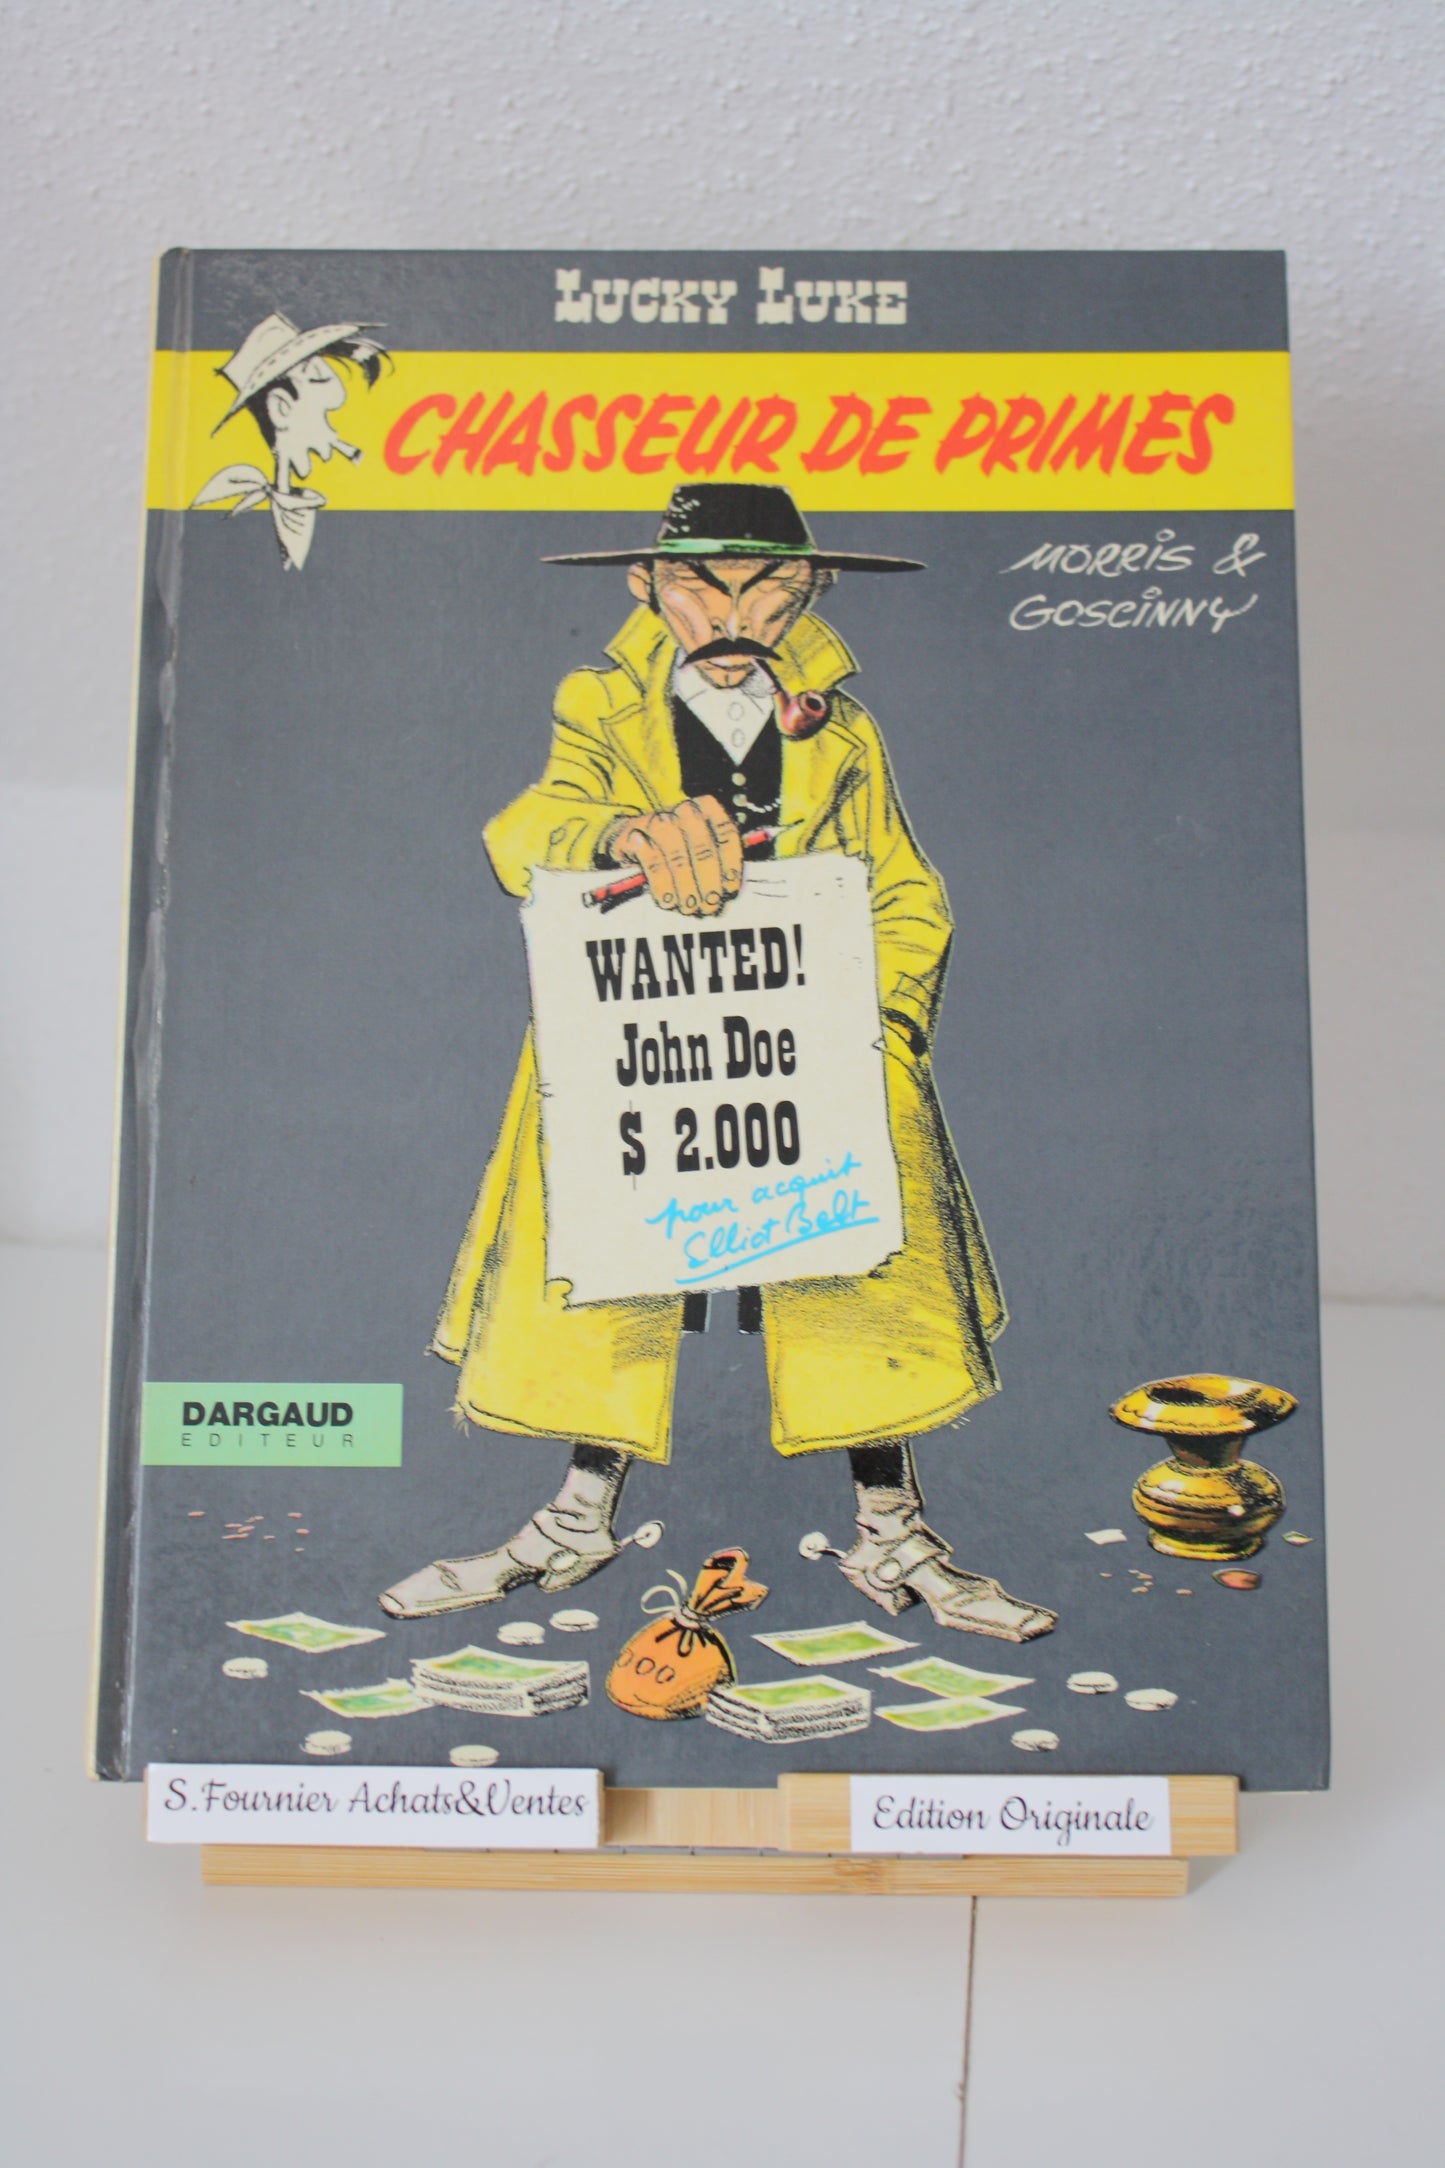 LUCKY LUKE
CHASSEUR DE PRIMES
MORRIS &
GOSCINNY
WANTED!
John Doe
$ 2.000
pour acquit
Elliot Belt
DARGAUD
EDITEUR
S.Fournier Achats&Ventes
Edition Originale